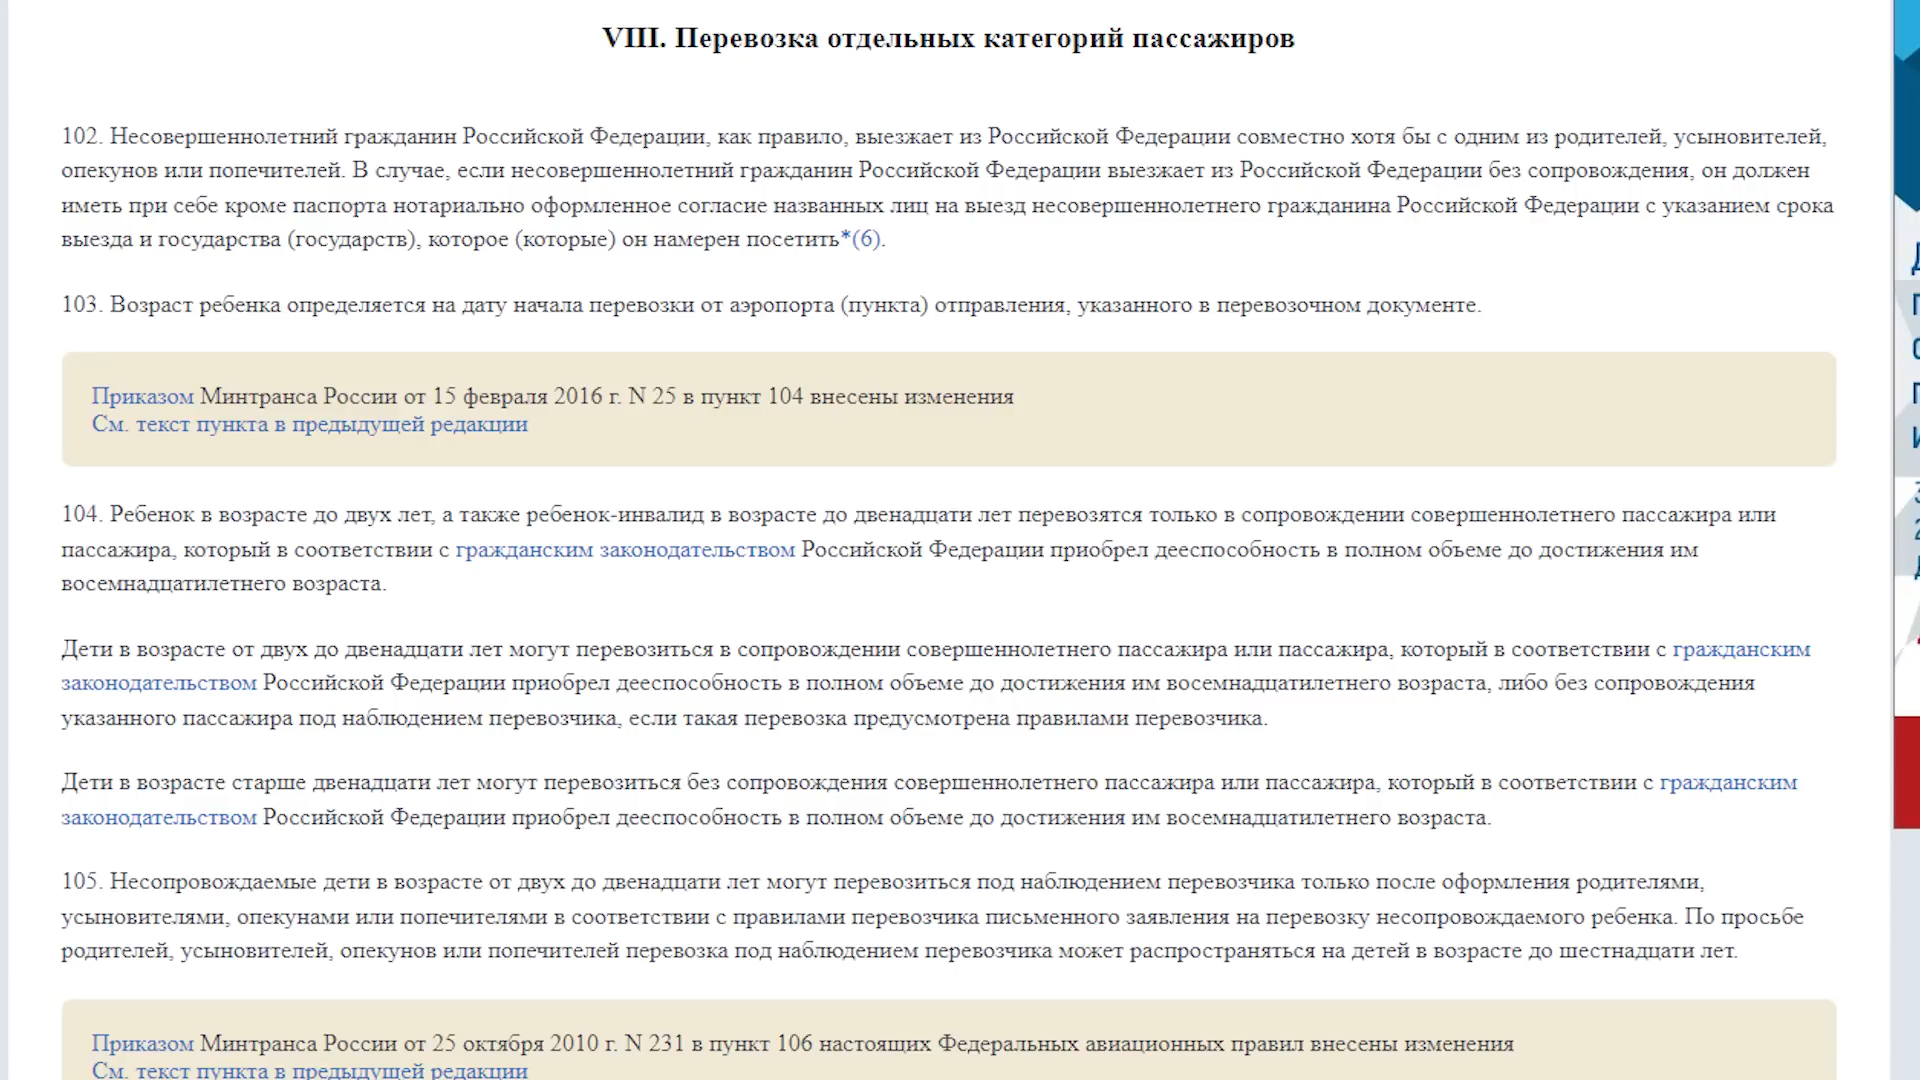 VIII. Перевозка отдельных категорий пассажиров
102. Несовершеннолетний гражданин Российской Федерации, как правило, выезжает из Российской Федерации совместно хотя бы с одним из родителей, усыновителей,
опекунов или попечителей. В случае, если несовершеннолетний гражданин Российской Федерации выезжает из Российской Федерации без сопровождения, он должен
иметь при себе кроме паспорта нотариально оформленное согласие названных лиц на выезд несовершеннолетнего гражданина Российской Федерации с указанием срока
выезда и государства (государств), которое (которые) он намерен посетить*(6).
103. Возраст ребенка определяется на дату начала перевозки от аэропорта (пункта) отправления, указанного в перевозочном документе.
Приказом Минтранса России от 15 февраля 2016 г. N 25 в пункт 104 внесены изменения
См. текст пункта в предыдущей редакции
104. Ребенок в возрасте до двух лет, а также ребенок-инвалид в возрасте до двенадцати лет перевозятся только в сопровождении совершеннолетнего пассажира или
пассажира, который в соответствии с гражданским законодательством Российской Федерации приобрел дееспособность в полном объеме до достижения им
восемнадцатилетнего возраста.
Дети в возрасте от двух до двенадцати лет могут перевозиться в сопровождении совершеннолетнего пассажира или пассажира, который в соответствии с гражданским
законодательством Российской Федерации приобрел дееспособность в полном объеме до достижения им восемнадцатилетнего возраста, либо без сопровождения
указанного пассажира под наблюдением перевозчика, если такая перевозка предусмотрена правилами перевозчика.
Дети в возрасте старше двенадцати лет могут перевозиться без сопровождения совершеннолетнего пассажира или пассажира, который в соответствии с гражданским
законодательством Российской Федерации приобрел дееспособность в полном объеме до достижения им восемнадцатилетнего возраста.
105. Несопровождаемые дети в возрасте от двух до двенадцати лет могут перевозиться под наблюдением перевозчика только после оформления родителями,
усыновителями, опекунами или попечителями в соответствии с правилами перевозчика письменного заявления на перевозку несопровождаемого ребенка. По просьбе
родителей, усыновителей, опекунов или попечителей перевозка под наблюдением перевозчика может распространяться на детей в возрасте до шестнадцати лет.
Приказом Минтранса России от 25 октября 2010 г. N 231 в пункт 106 настоящих Федеральных авиационных правил внесены изменения
См. текст пункта в предыдущей редакции